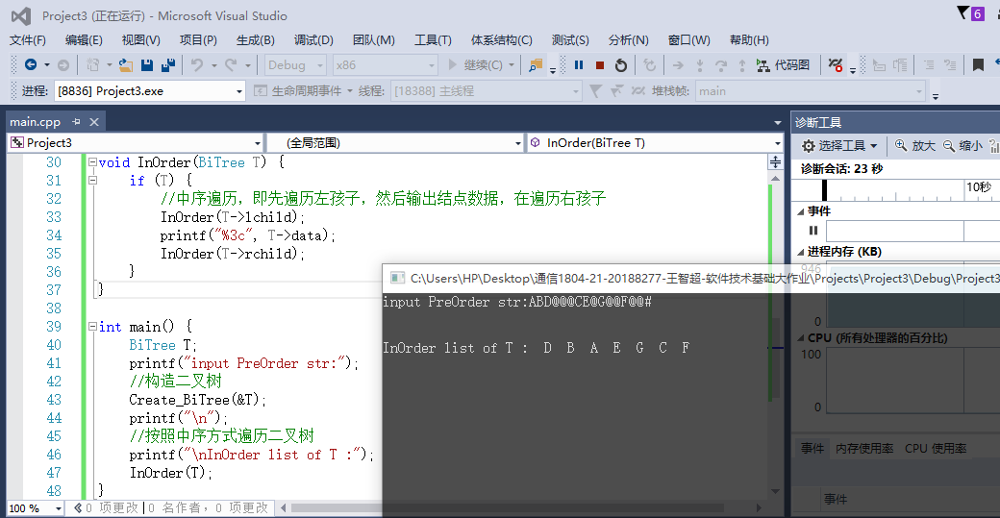 Project3 (正在运行) - Microsoft Visual Studio
6
文件(F) 编辑(E) 视图(V) 项目(P) 生成(B) 调试(D) 团队(M) 工具(T) 体系结构(C) 测试(S) 分析(N) 窗口(W) 帮助(H)
Debug x86 继续(C) 代码图
进程: [8836] Project3.exe 生命周期事件 线程: [18388] 主线程 堆栈帧: main
main.cpp
诊断工具
Project3 (全局范围) InOrder(BiTree T)
选择工具 放大 缩小
诊断会话: 23 秒
10秒
事件
进程内存 (KB)
946
0
CPU (所有处理器的百分比)
100
0
事件 内存使用率 CPU 使用率
事件
30 void InOrder(BiTree T) {
31 if (T) {
32 //中序遍历，即先遍历左孩子，然后输出结点数据，在遍历右孩子
33 InOrder(T->lchild);
34 printf("%3c", T->data);
35 InOrder(T->rchild);
36 }
37 }
38
39 int main() {
40 BiTree T;
41 printf("input PreOrder str:");
42 //构造二叉树
43 Create_BiTree(&T);
44 printf("\n");
45 //按照中序方式遍历二叉树
46 printf("\nInOrder list of T :");
47 InOrder(T);
48 }
100 % 0 项更改 | 0 名作者，0 项更改
C:\Users\HP\Desktop\通信1804-21-20188277-王智超-软件技术基础大作业\Projects\Project3\Debug\Project3
input PreOrder str:ABD@@@CE@G@@F@@#
InOrder list of T :  D  B  A  E  G  C  F